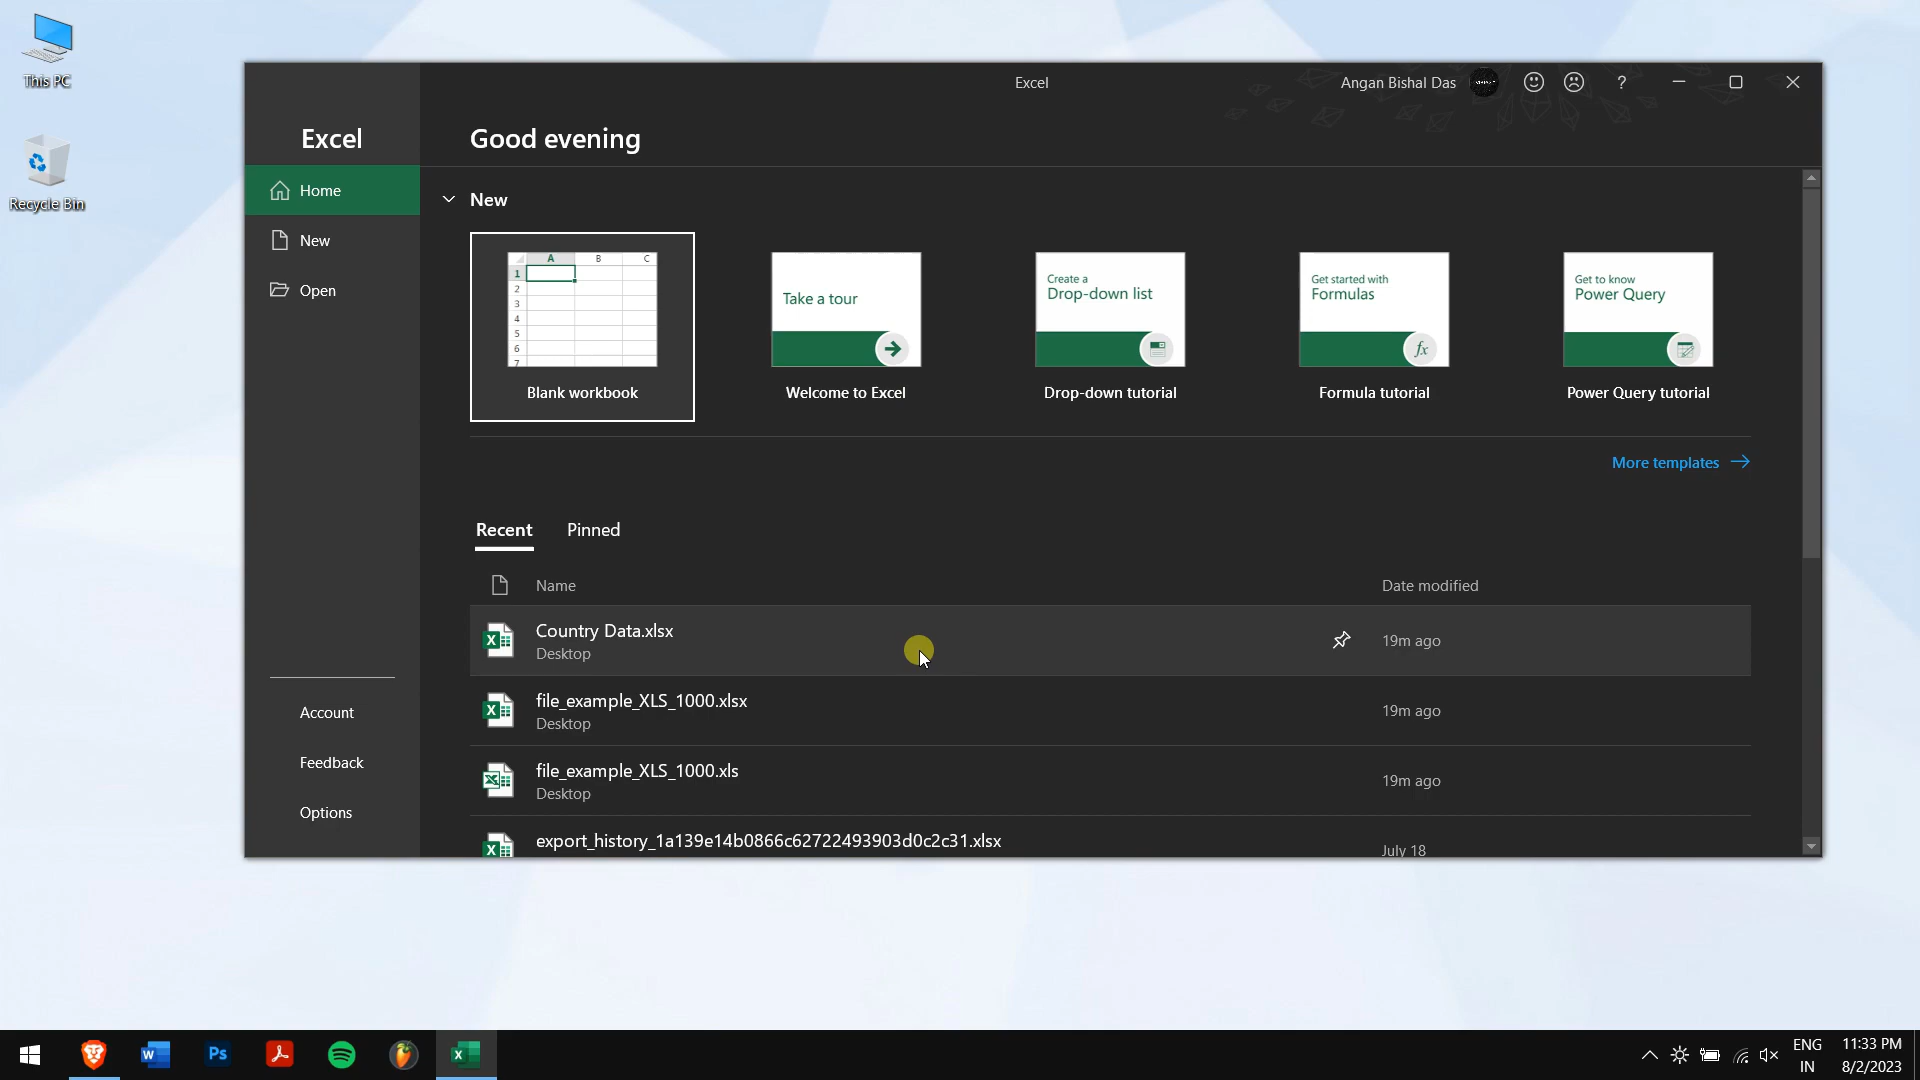 This PC
Recycle Bin
Excel
Angan Bishal Das
?
Excel
Good evening
Home
New
Open
New
A B C
1
2
3
4
5
6
7
Blank workbook
Take a tour
Welcome to Excel
Create a
Drop-down list
Drop-down tutorial
Get started with
Formulas
fx
Formula tutorial
Get to know
Power Query
Power Query tutorial
More templates
Recent Pinned
Name Date modified
Country Data.xlsx
Desktop
19m ago
file_example_XLS_1000.xlsx
Desktop
19m ago
file_example_XLS_1000.xls
Desktop
19m ago
export_history_1a139e14b0866c62722493903d0c2c31.xlsx
July 18
Account
Feedback
Options
W
Ps
X
ENG
IN
11:33 PM
8/2/2023